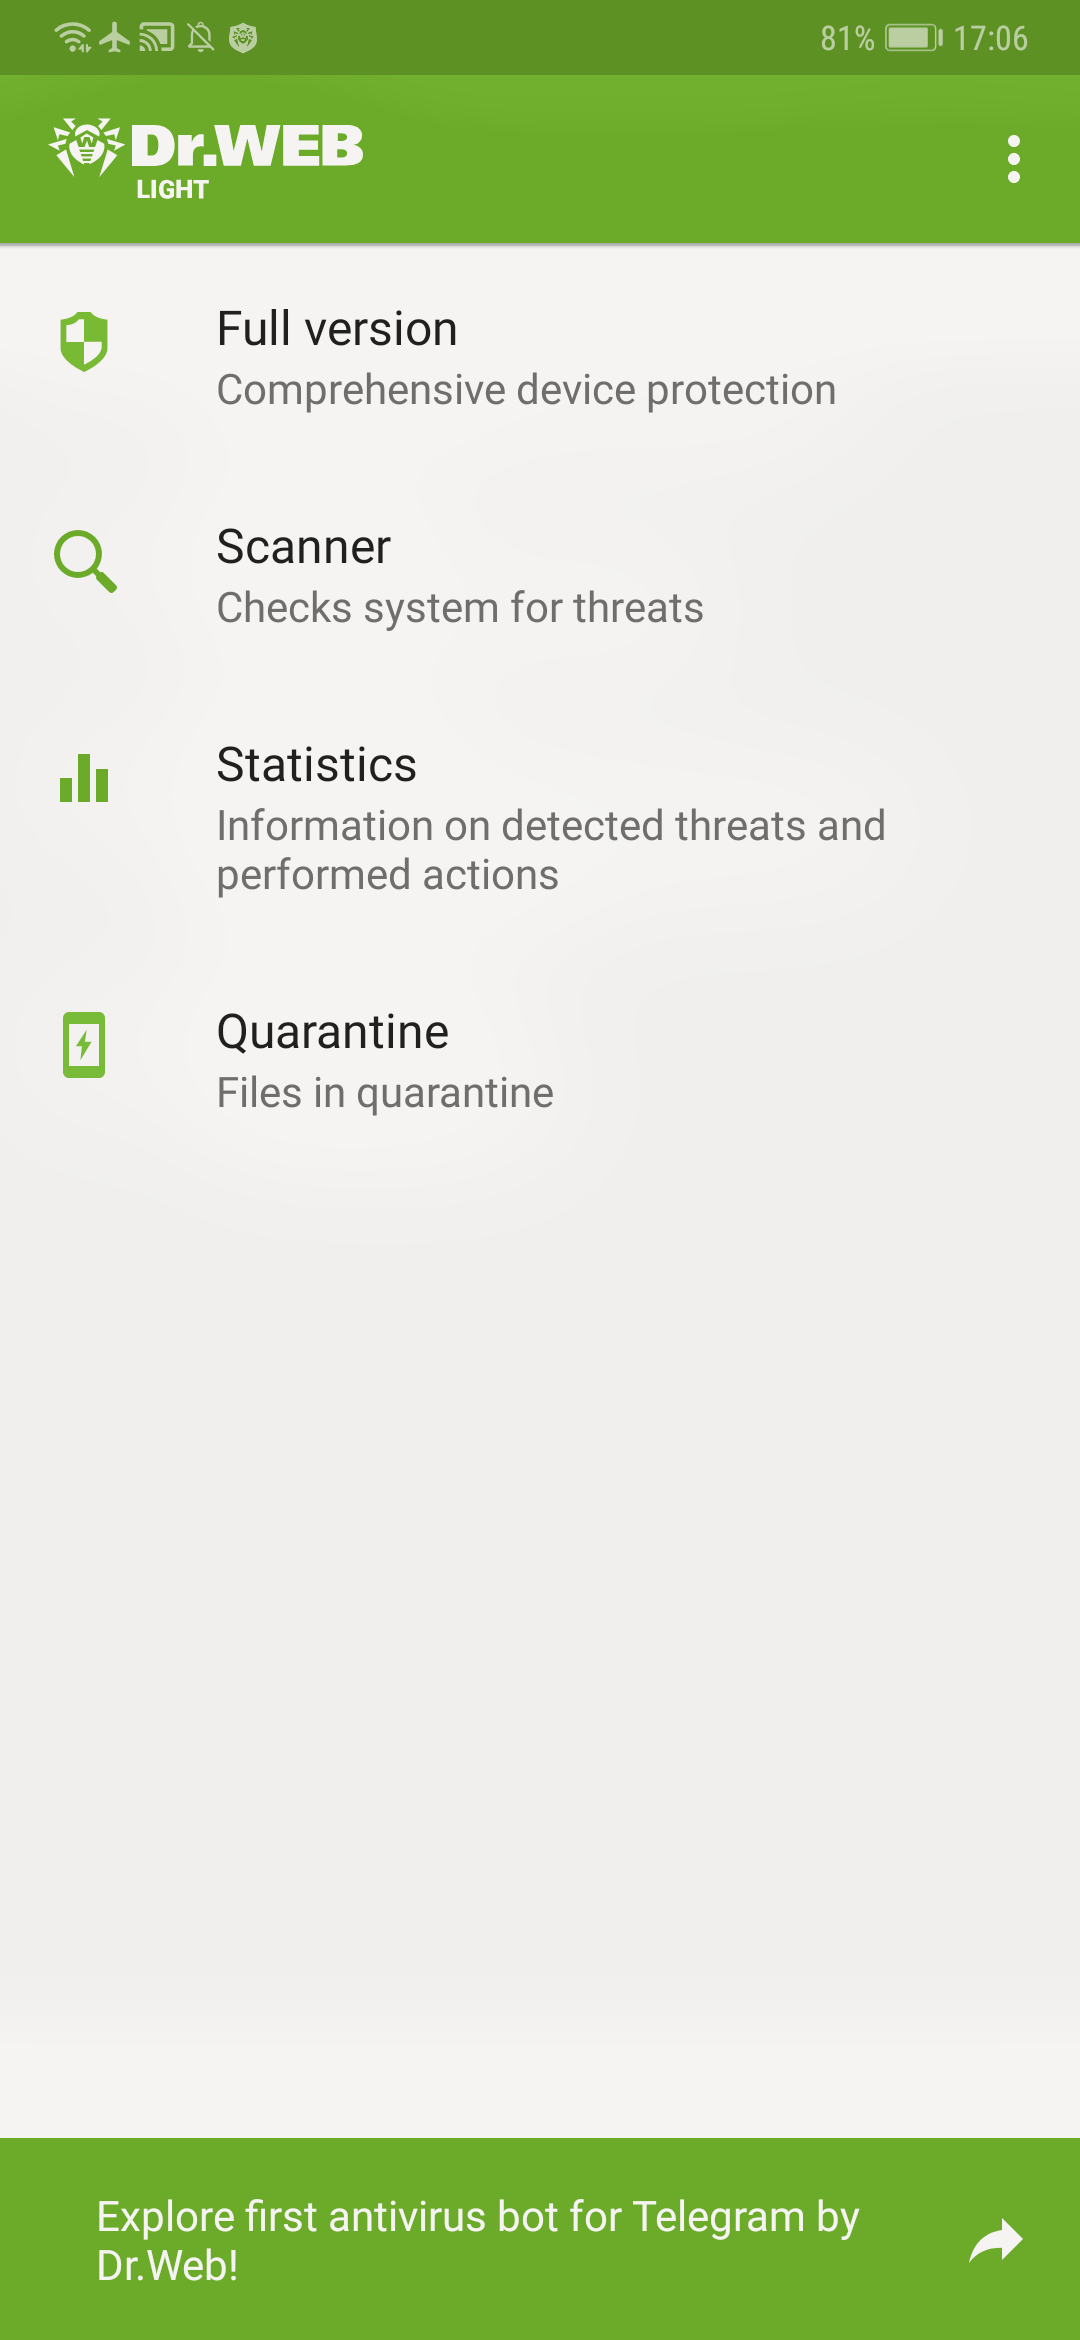 81% 17:06
Dr.WEB
LIGHT
Full version
Comprehensive device protection
Scanner
Checks system for threats
Statistics
Information on detected threats and
performed actions
Quarantine
Files in quarantine
Explore first antivirus bot for Telegram by
Dr.Web!